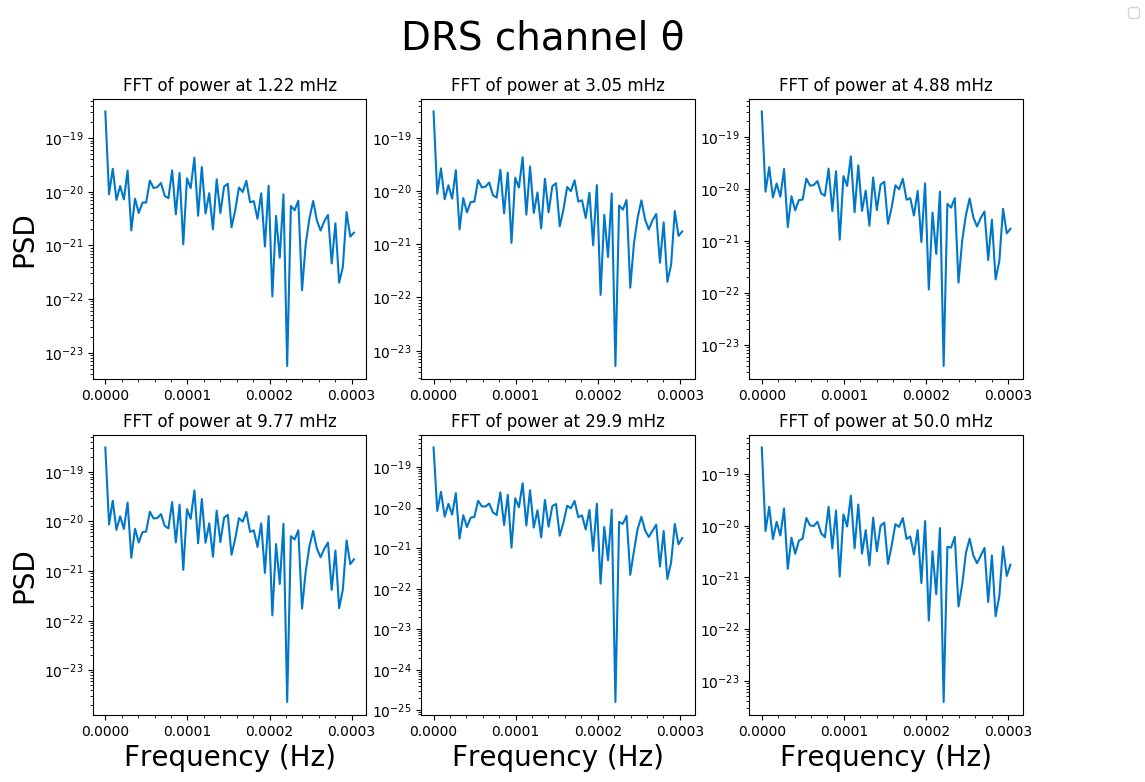 DRS channel θ
FFT of power at 1.22 mHz
FFT of power at 3.05 mHz
FFT of power at 4.88 mHz
PSD
10⁻¹⁹
10⁻²⁰
10⁻²¹
10⁻²²
10⁻²³
10⁻¹⁹
10⁻²⁰
10⁻²¹
10⁻²²
10⁻²³
10⁻¹⁹
10⁻²⁰
10⁻²¹
10⁻²²
10⁻²³
0.0000 0.0001 0.0002 0.0003
0.0000 0.0001 0.0002 0.0003
0.0000 0.0001 0.0002 0.0003
FFT of power at 9.77 mHz
FFT of power at 29.9 mHz
FFT of power at 50.0 mHz
PSD
10⁻¹⁹
10⁻²⁰
10⁻²¹
10⁻²²
10⁻²³
10⁻¹⁹
10⁻²⁰
10⁻²¹
10⁻²²
10⁻²³
10⁻²⁴
10⁻²⁵
10⁻¹⁹
10⁻²⁰
10⁻²¹
10⁻²²
10⁻²³
0.0000 0.0001 0.0002 0.0003
0.0000 0.0001 0.0002 0.0003
0.0000 0.0001 0.0002 0.0003
Frequency (Hz)
Frequency (Hz)
Frequency (Hz)